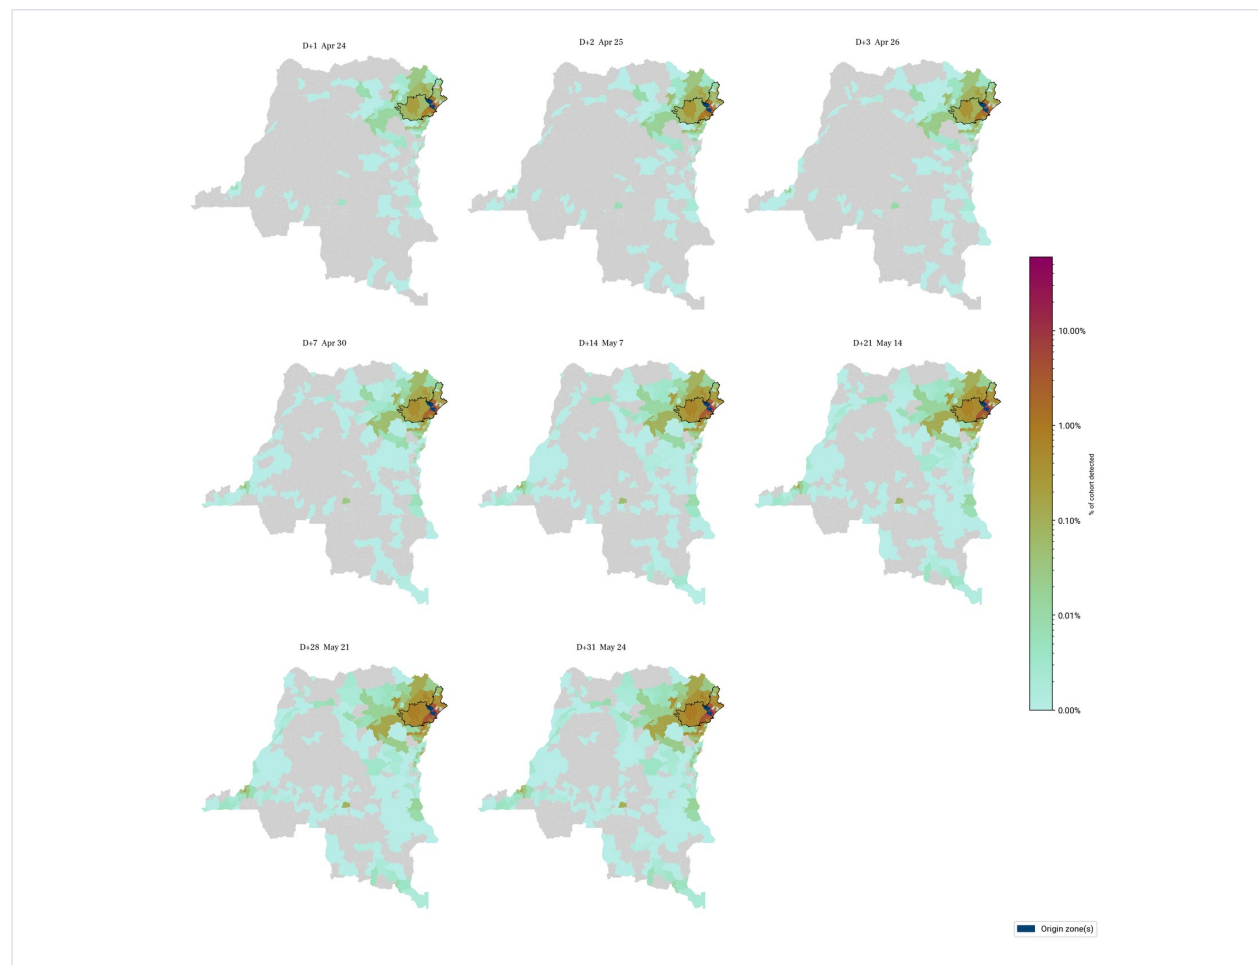 D+1 Apr 24
D+2 Apr 25
D+3 Apr 26
D+7 Apr 30
D+14 May 7
D+21 May 14
D+28 May 21
D+31 May 24
10.00%
1.00%
0.10%
0.01%
0.00%
% of cohort detected
Origin zone(s)